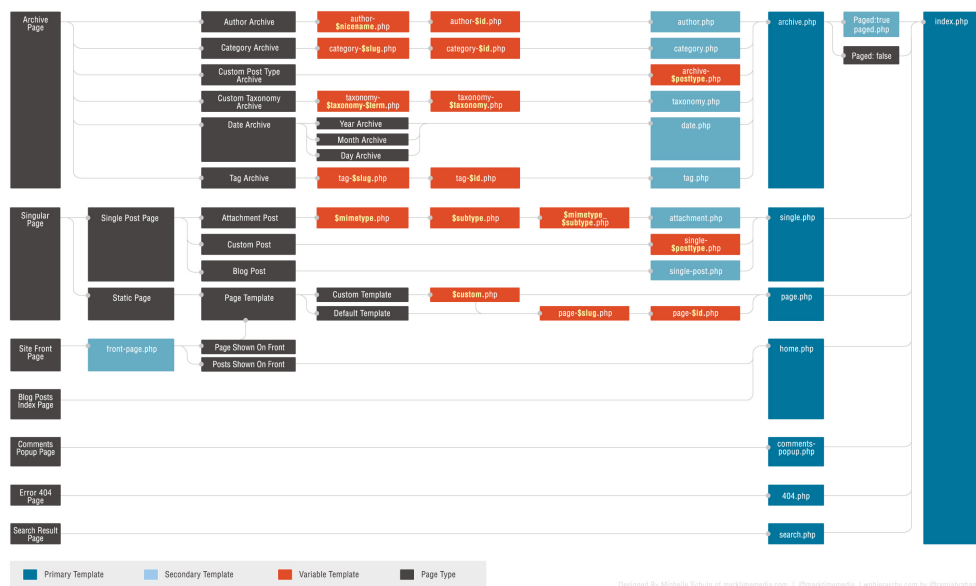 Archive
Page
Author Archive
author-
$nicename.php
author-$id.php
author.php
archive.php
Paged:true
paged.php
index.php
Category Archive
category-$slug.php
category-$id.php
category.php
Paged: false
Custom Post Type
Archive
archive-
$posttype.php
Custom Taxonomy
Archive
taxonomy-
$taxonomy-$term.php
taxonomy-
$taxonomy.php
taxonomy.php
Date Archive
Year Archive
Month Archive
Day Archive
date.php
Tag Archive
tag-$slug.php
tag-$id.php
tag.php
Singular
Page
Single Post Page
Attachment Post
$mimetype.php
$subtype.php
$mimetype_
$subtype.php
attachment.php
single.php
Custom Post
single-
$posttype.php
Blog Post
single-post.php
Static Page
Page Template
Custom Template
$custom.php
page.php
Default Template
page-$slug.php
page-$id.php
Site Front
Page
front-page.php
Page Shown On Front
Posts Shown On Front
home.php
Blog Posts
Index Page
Comments
Popup Page
comments-
popup.php
Error 404
Page
404.php
Search Result
Page
search.php
Primary Template
Secondary Template
Variable Template
Page Type